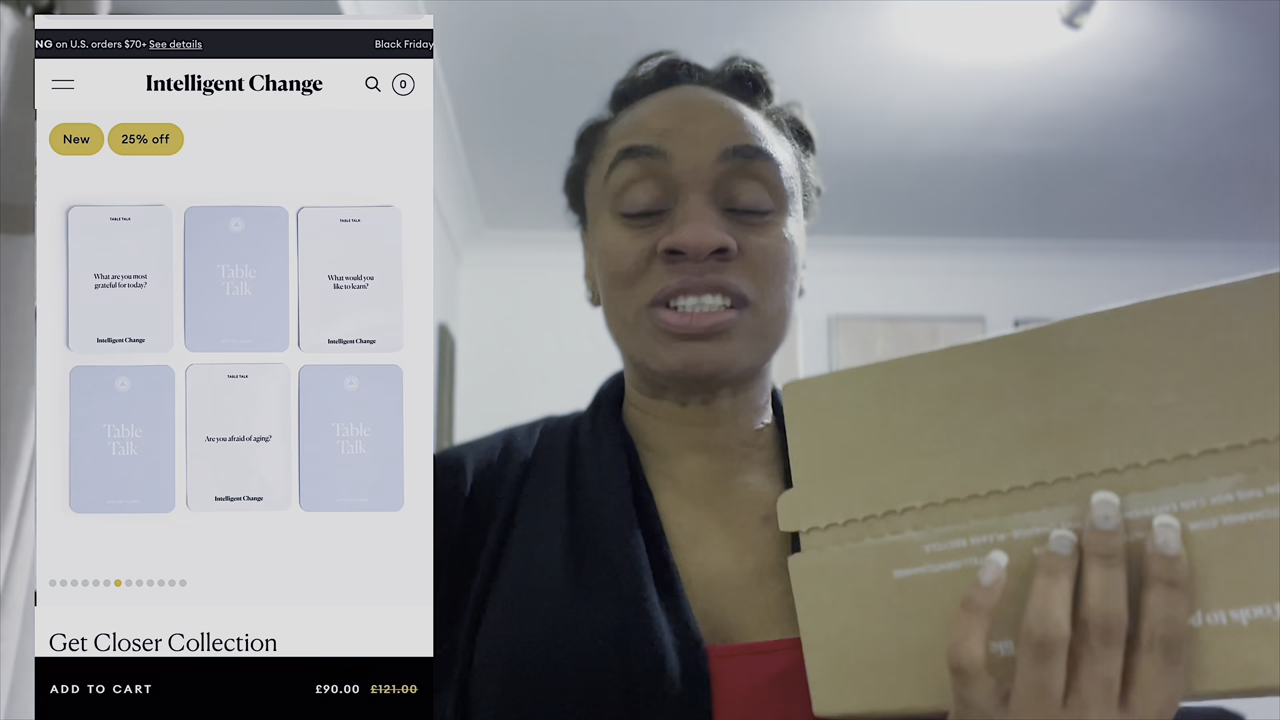 NG on U.S. orders $70+ See details
Black Friday
Intelligent Change
0
New
25% off
TABLE TALK
What are you most
grateful for today?
Intelligent Change
Table
Talk
TABLE TALK
What would you
like to learn?
Intelligent Change
Table
Talk
TABLE TALK
Are you afraid of aging?
Intelligent Change
Table
Talk
Get Closer Collection
ADD TO CART
£90.00 £121.00
Tools to